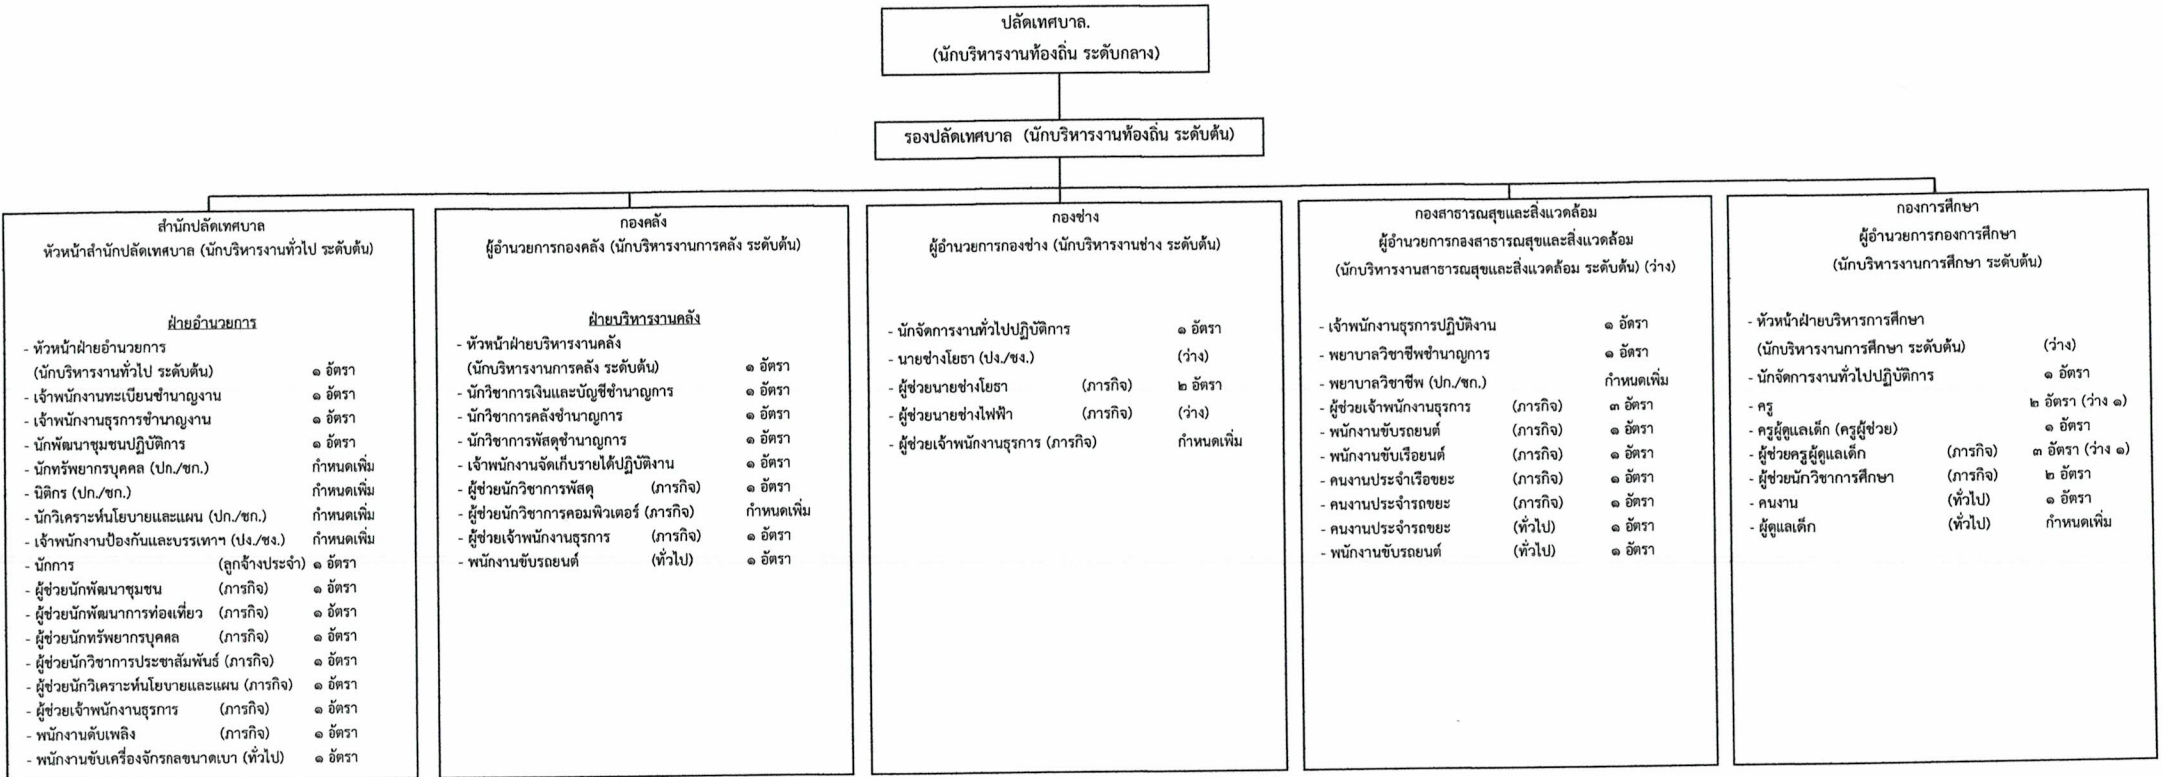 ปลัดเทศบาล.
(นักบริหารงานท้องถิ่น ระดับกลาง)
รองปลัดเทศบาล (นักบริหารงานท้องถิ่น ระดับต้น)
สำนักปลัดเทศบาล
หัวหน้าสำนักปลัดเทศบาล (นักบริหารงานทั่วไป ระดับต้น)
ฝ่ายอำนวยการ
- หัวหน้าฝ่ายอำนวยการ
(นักบริหารงานทั่วไป ระดับต้น) ๑ อัตรา
- เจ้าพนักงานทะเบียนชำนาญงาน ๑ อัตรา
- เจ้าพนักงานธุรการชำนาญงาน ๑ อัตรา
- นักพัฒนาชุมชนปฏิบัติการ ๑ อัตรา
- นักทรัพยากรบุคคล (ปก./ชก.) กำหนดเพิ่ม
- นิติกร (ปก./ชก.) กำหนดเพิ่ม
- นักวิเคราะห์นโยบายและแผน (ปก./ชก.) กำหนดเพิ่ม
- เจ้าพนักงานป้องกันและบรรเทาฯ (ปง./ชง.) กำหนดเพิ่ม
- นักการ (ลูกจ้างประจำ) ๑ อัตรา
- ผู้ช่วยนักพัฒนาชุมชน (ภารกิจ) ๑ อัตรา
- ผู้ช่วยนักพัฒนาการท่องเที่ยว (ภารกิจ) ๑ อัตรา
- ผู้ช่วยนักทรัพยากรบุคคล (ภารกิจ) ๑ อัตรา
- ผู้ช่วยนักวิชาการประชาสัมพันธ์ (ภารกิจ) ๑ อัตรา
- ผู้ช่วยนักวิเคราะห์นโยบายและแผน (ภารกิจ) ๑ อัตรา
- ผู้ช่วยเจ้าพนักงานธุรการ (ภารกิจ) ๑ อัตรา
- พนักงานดับเพลิง (ภารกิจ) ๑ อัตรา
- พนักงานขับเครื่องจักรกลขนาดเบา (ทั่วไป) ๑ อัตรา
กองคลัง
ผู้อำนวยการกองคลัง (นักบริหารงานการคลัง ระดับต้น)
ฝ่ายบริหารงานคลัง
- หัวหน้าฝ่ายบริหารงานคลัง
(นักบริหารงานการคลัง ระดับต้น) ๑ อัตรา
- นักวิชาการเงินและบัญชีชำนาญการ ๑ อัตรา
- นักวิชาการคลังชำนาญการ ๑ อัตรา
- นักวิชาการพัสดุชำนาญการ ๑ อัตรา
- เจ้าพนักงานจัดเก็บรายได้ปฏิบัติงาน ๑ อัตรา
- ผู้ช่วยนักวิชาการพัสดุ (ภารกิจ) ๑ อัตรา
- ผู้ช่วยนักวิชาการคอมพิวเตอร์ (ภารกิจ) กำหนดเพิ่ม
- ผู้ช่วยเจ้าพนักงานธุรการ (ภารกิจ) ๑ อัตรา
- พนักงานขับรถยนต์ (ทั่วไป) ๑ อัตรา
กองช่าง
ผู้อำนวยการกองช่าง (นักบริหารงานช่าง ระดับต้น)
- นักจัดการงานทั่วไปปฏิบัติการ ๑ อัตรา
- นายช่างโยธา (ปง./ชง.) (ว่าง)
- ผู้ช่วยนายช่างโยธา (ภารกิจ) ๒ อัตรา
- ผู้ช่วยนายช่างไฟฟ้า (ภารกิจ) (ว่าง)
- ผู้ช่วยเจ้าพนักงานธุรการ (ภารกิจ) กำหนดเพิ่ม
กองสาธารณสุขและสิ่งแวดล้อม
ผู้อำนวยการกองสาธารณสุขและสิ่งแวดล้อม
(นักบริหารงานสาธารณสุขและสิ่งแวดล้อม ระดับต้น) (ว่าง)
- เจ้าพนักงานธุรการปฏิบัติงาน ๑ อัตรา
- พยาบาลวิชาชีพชำนาญการ ๑ อัตรา
- พยาบาลวิชาชีพ (ปก./ชก.) กำหนดเพิ่ม
- ผู้ช่วยเจ้าพนักงานธุรการ (ภารกิจ) ๓ อัตรา
- พนักงานขับรถยนต์ (ภารกิจ) ๑ อัตรา
- พนักงานขับเรือยนต์ (ภารกิจ) ๑ อัตรา
- คนงานประจำเรือขยะ (ภารกิจ) ๑ อัตรา
- คนงานประจำรถขยะ (ภารกิจ) ๑ อัตรา
- คนงานประจำรถขยะ (ทั่วไป) ๑ อัตรา
- พนักงานขับรถยนต์ (ทั่วไป) ๑ อัตรา
กองการศึกษา
ผู้อำนวยการกองการศึกษา
(นักบริหารงานการศึกษา ระดับต้น)
- หัวหน้าฝ่ายบริหารการศึกษา
(นักบริหารงานการศึกษา ระดับต้น) (ว่าง)
- นักจัดการงานทั่วไปปฏิบัติการ ๑ อัตรา
- ครู ๒ อัตรา (ว่าง ๑)
- ครูผู้ดูแลเด็ก (ครูผู้ช่วย) ๑ อัตรา
- ผู้ช่วยครูผู้ดูแลเด็ก (ภารกิจ) ๓ อัตรา (ว่าง ๑)
- ผู้ช่วยนักวิชาการศึกษา (ภารกิจ) ๒ อัตรา
- คนงาน (ทั่วไป) ๑ อัตรา
- ผู้ดูแลเด็ก (ทั่วไป) กำหนดเพิ่ม